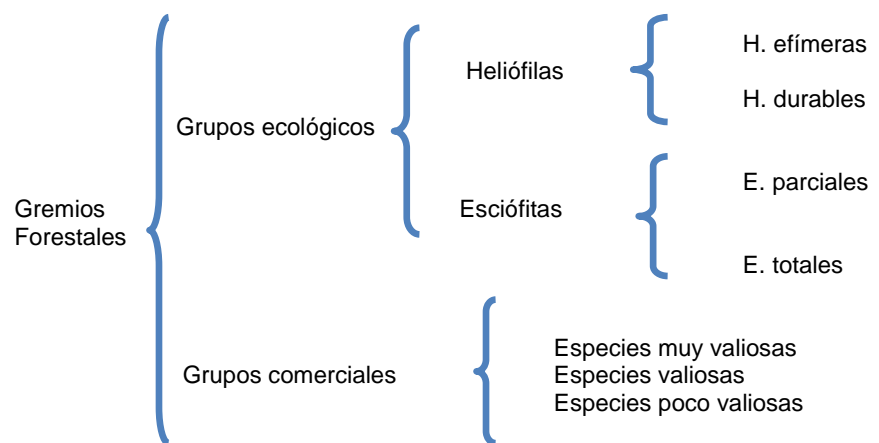 Gremios
Forestales
Grupos ecológicos
Heliófilas
H. efímeras
H. durables
Esciófitas
E. parciales
E. totales
Grupos comerciales
Especies muy valiosas
Especies valiosas
Especies poco valiosas